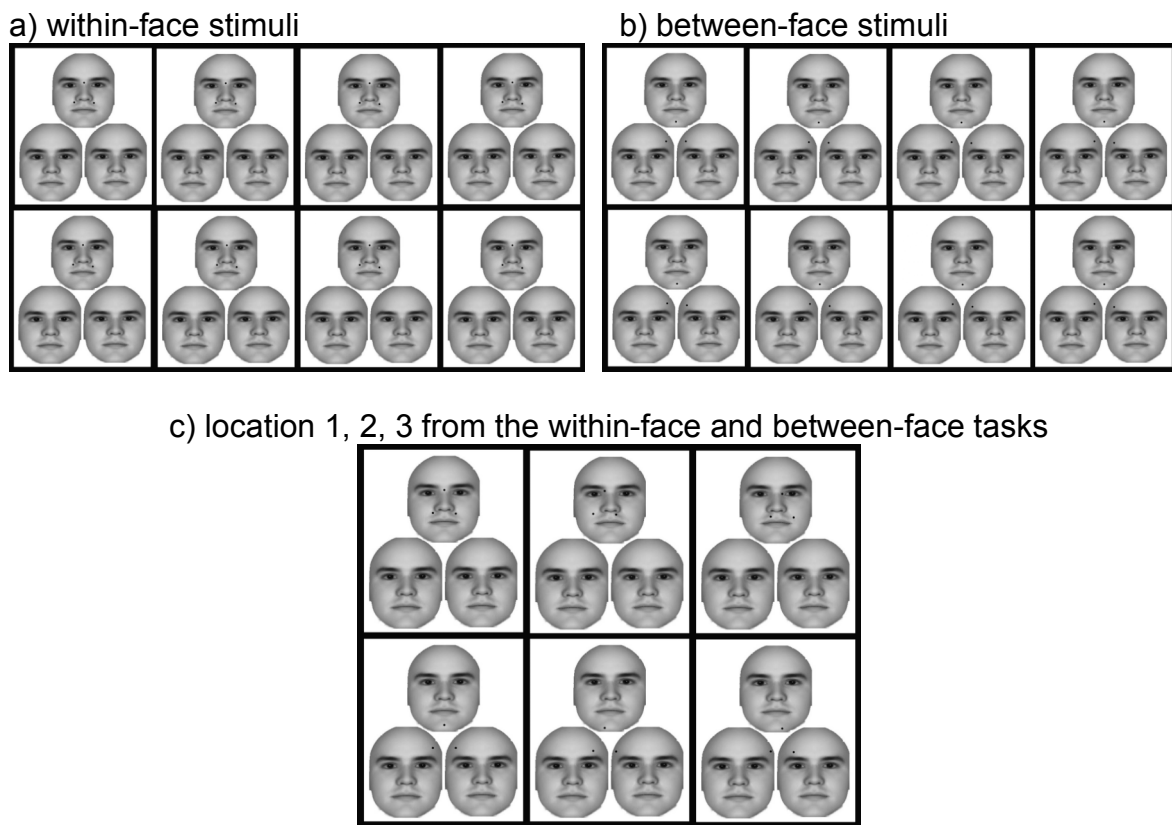 a) within-face stimuli
b) between-face stimuli
c) location 1, 2, 3 from the within-face and between-face tasks